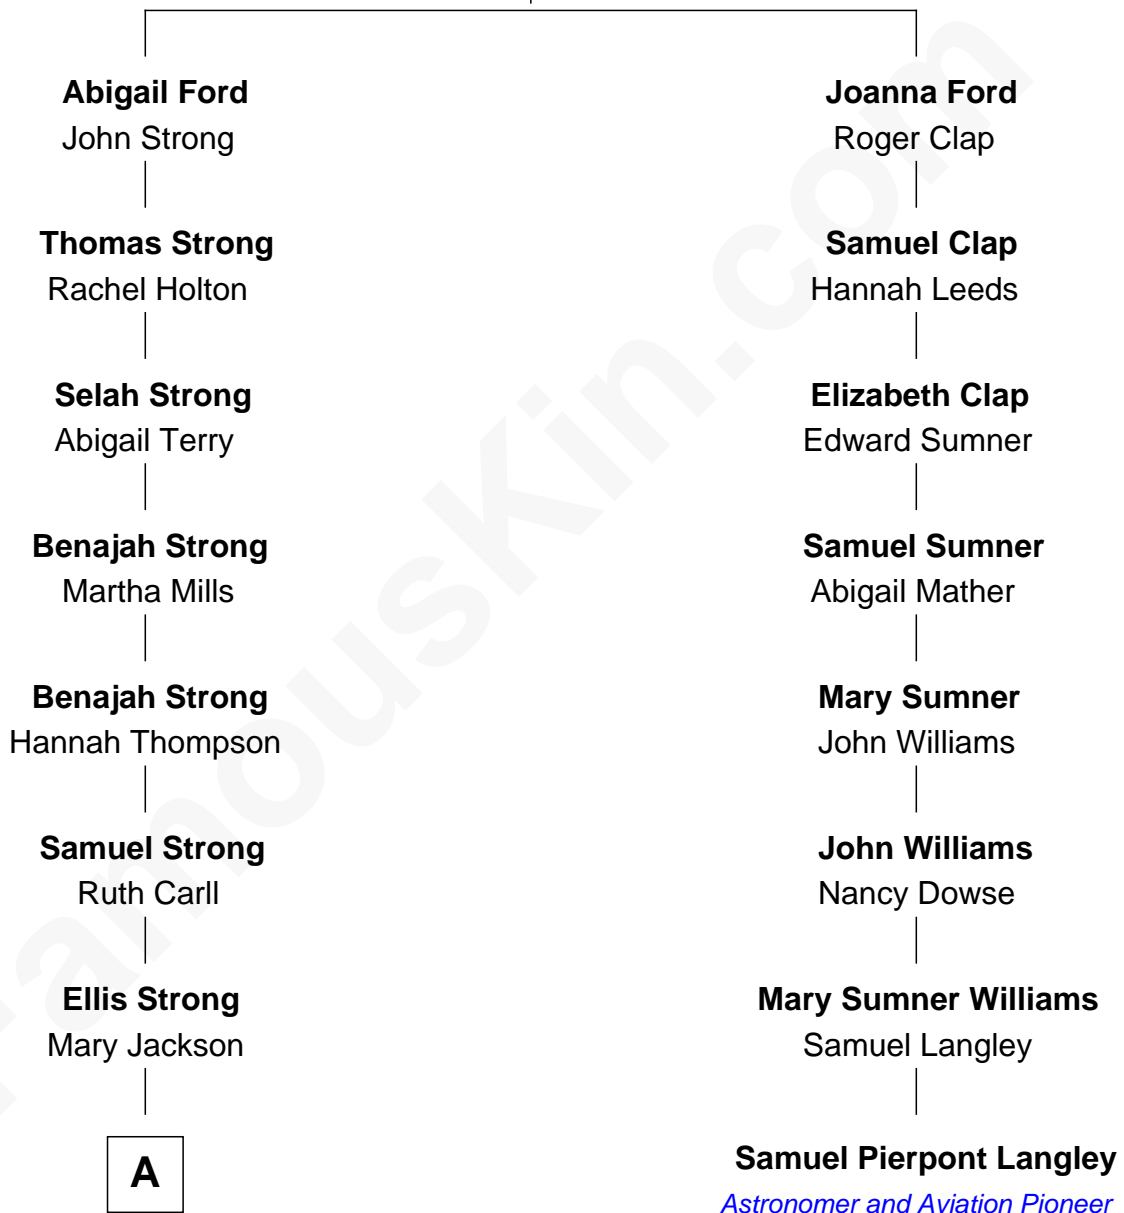 Abigail Ford
John Strong
Thomas Strong
Rachel Holton
Selah Strong
Abigail Terry
Benajah Strong
Martha Mills
Benajah Strong
Hannah Thompson
Samuel Strong
Ruth Carll
Ellis Strong
Mary Jackson
A
Joanna Ford
Roger Clap
Samuel Clap
Hannah Leeds
Elizabeth Clap
Edward Sumner
Samuel Sumner
Abigail Mather
Mary Sumner
John Williams
John Williams
Nancy Dowse
Mary Sumner Williams
Samuel Langley
Samuel Pierpont Langley
Astronomer and Aviation Pioneer
FamousKin.com